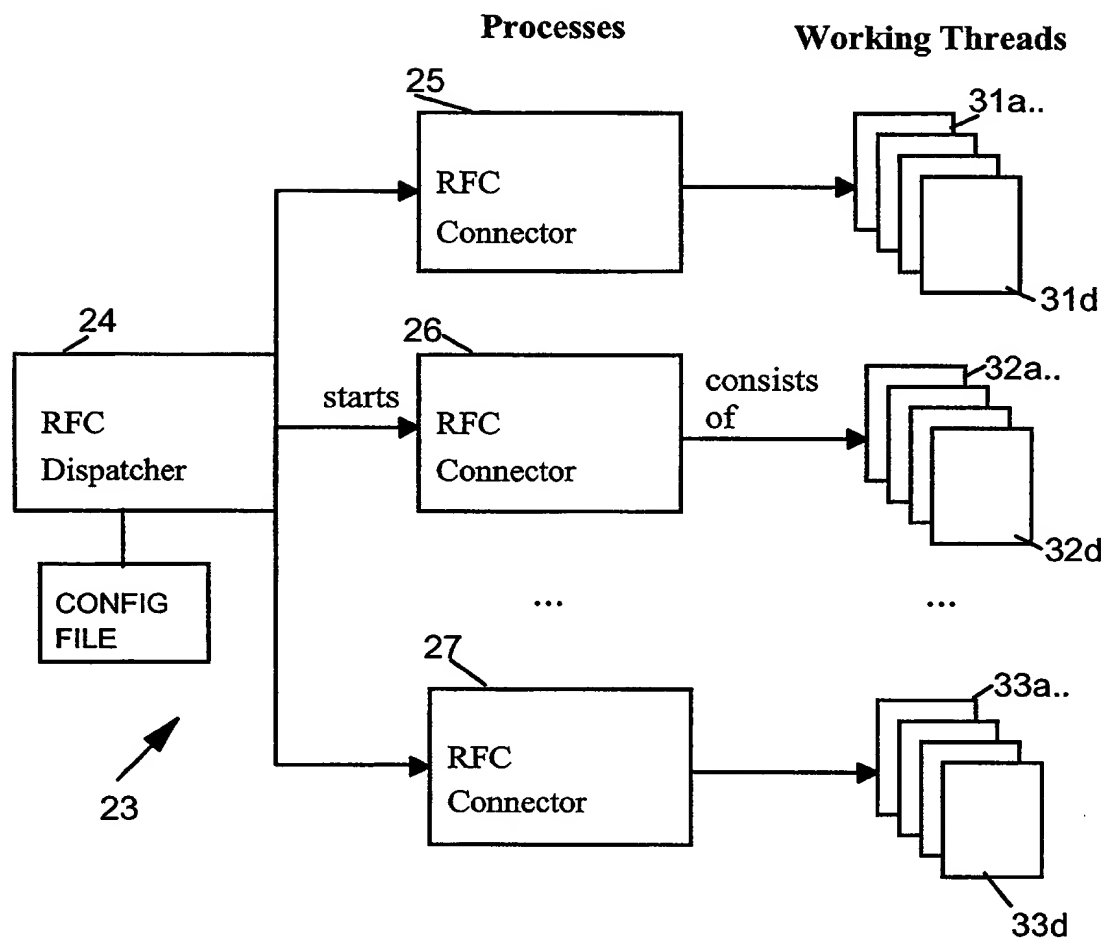 Processes
Working Threads
25
RFC
Connector
31a..
31d
24
RFC
Dispatcher
starts
26
RFC
Connector
consists
of
32a..
32d
CONFIG
FILE
...
...
27
RFC
Connector
33a..
33d
23